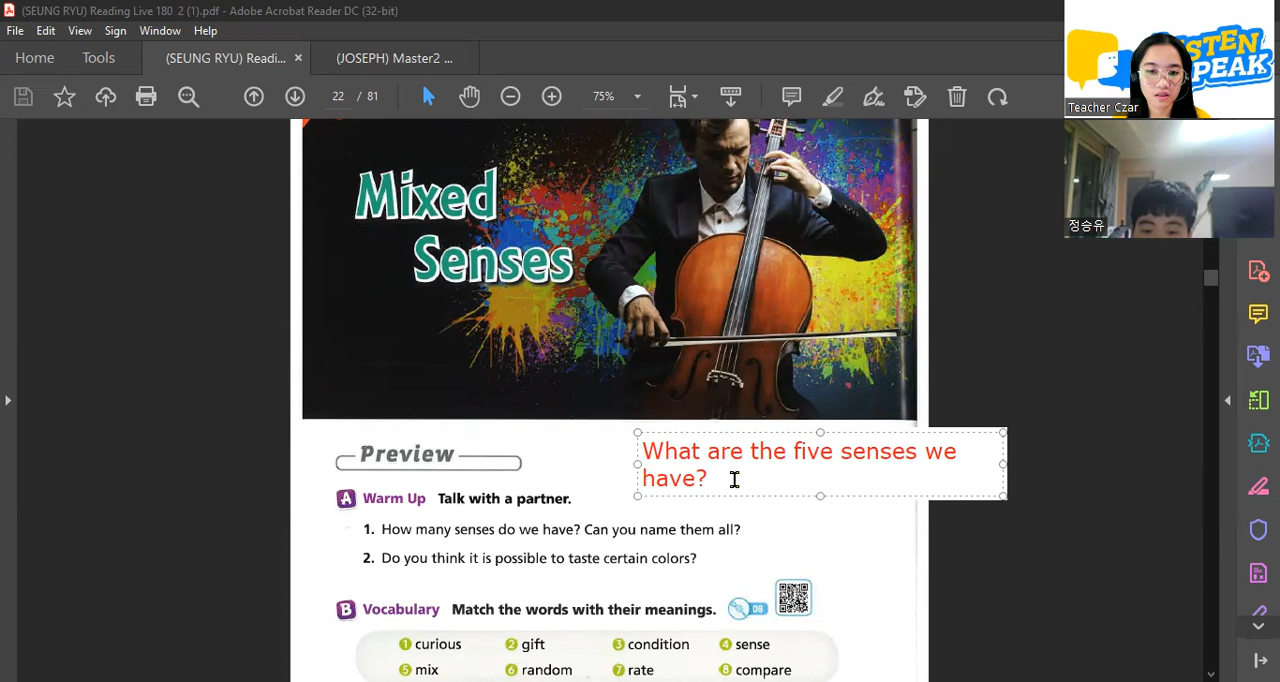 (SEUNG RYU) Reading Live 180 2 (1).pdf - Adobe Acrobat Reader DC (32-bit)
File Edit View Sign Window Help
Home Tools (SEUNG RYU) Readi... × (JOSEPH) Master2 ...
22 / 81 75%
LISTEN
SPEAK
Teacher Czar
정승유
Mixed
Senses
What are the five senses we
have?
Preview
A Warm Up Talk with a partner.
1. How many senses do we have? Can you name them all?
2. Do you think it is possible to taste certain colors?
B Vocabulary Match the words with their meanings. 08
1 curious 2 gift 3 condition 4 sense
5 mix 6 random 7 rate 8 compare